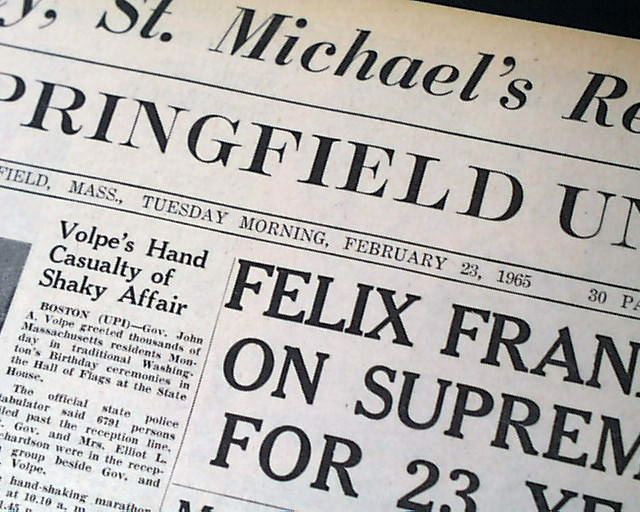 y, St. Michael's Re
PRINGFIELD UN
FIELD, MASS., TUESDAY MORNING, FEBRUARY 23, 1965
30 PA
Volpe's Hand
Casualty of
Shaky Affair
BOSTON (UPI)—Gov. John
A. Volpe greeted thousands of
Massachusetts residents Mon-
day in traditional Washing-
ton's Birthday ceremonies in
the Hall of Flags at the State
House.
The official state police
tabulator said 6791 persons
iled past the reception line.
Gov. and Mrs. Elliot L.
chardson were in the recep-
group beside Gov. and
Volpe.
hand-shaking marathon
at 10.10 a. m
1.45
FELIX FRAN
ON SUPREM
FOR 23 YE